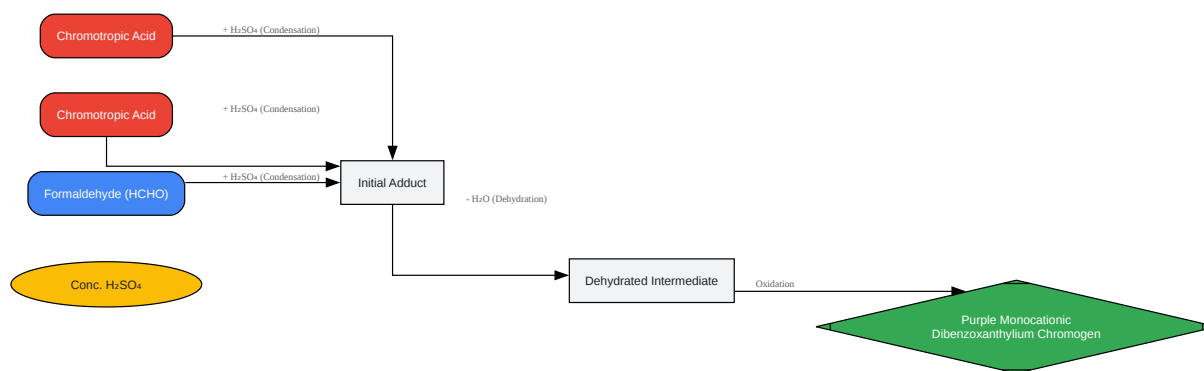 Chromotropic Acid
+ H₂SO₄ (Condensation)
Chromotropic Acid
+ H₂SO₄ (Condensation)
Formaldehyde (HCHO)
+ H₂SO₄ (Condensation)
Initial Adduct
- H₂O (Dehydration)
Conc. H₂SO₄
Dehydrated Intermediate
Oxidation
Purple Monocationic
Dibenzoxanthylium Chromogen